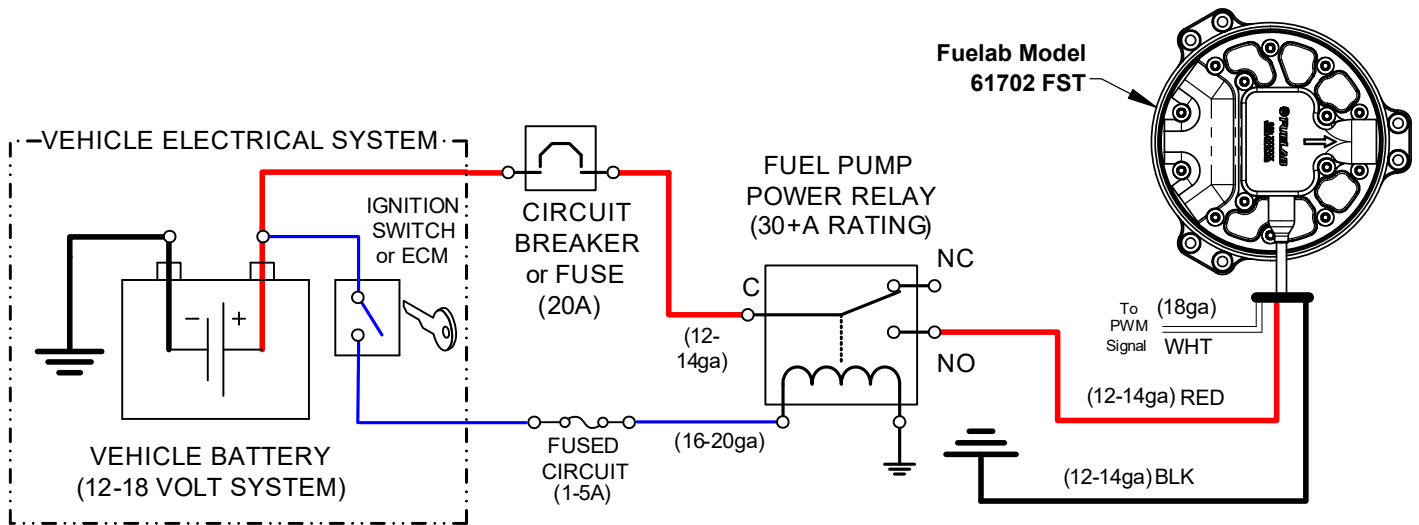 Fuelab Model
61702 FST
VEHICLE ELECTRICAL SYSTEM
IGNITION
SWITCH
or ECM
CIRCUIT
BREAKER
or FUSE
(20A)
FUEL PUMP
POWER RELAY
(30+A RATING)
C
NC
NO
(12-
14ga)
FUELAB
To
PWM
Signal
(18ga)
WHT
(12-14ga) RED
(12-14ga) BLK
− +
VEHICLE BATTERY
(12-18 VOLT SYSTEM)
FUSED
CIRCUIT
(1-5A)
(16-20ga)